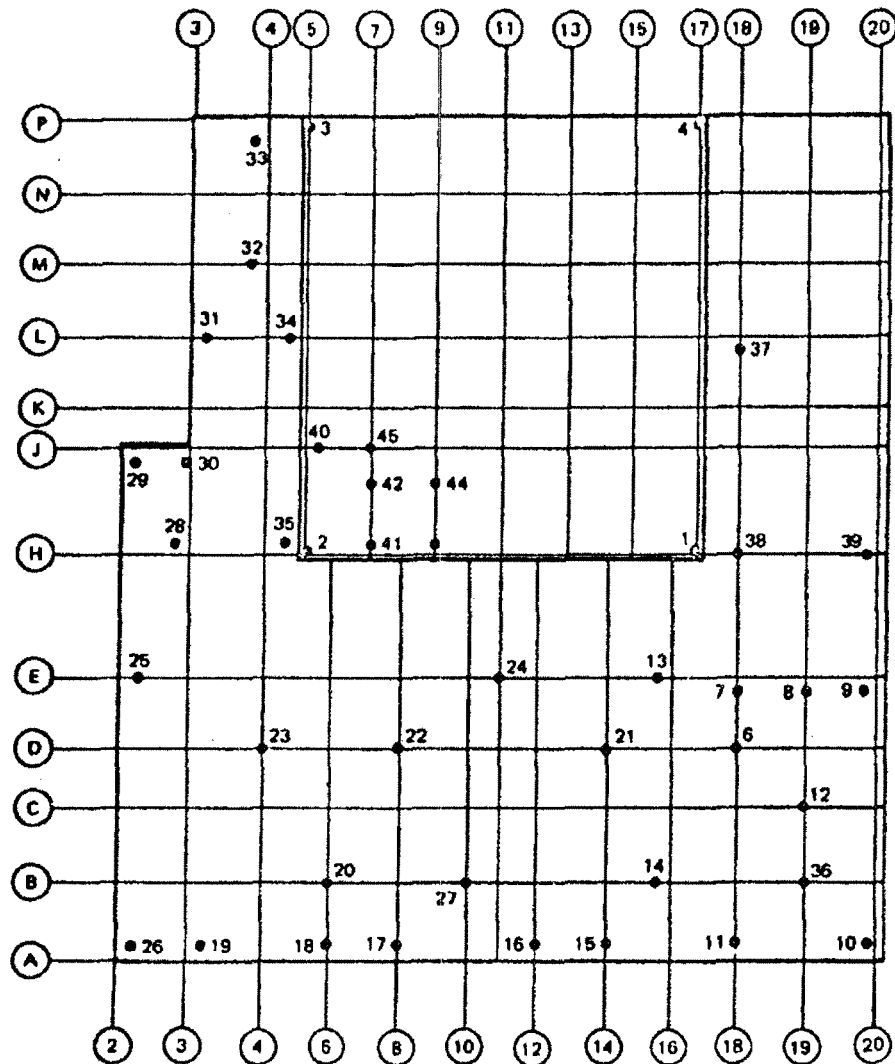 3 4 5 7 9 11 13 15 17 18 19 20
P 3 4
33
N
32
M
31 34
L
37
K
40 45
J
29 30
42 44
28 35 2 41 1
H 38 39
25 24 13
E
7 8 9
23 22 21 6
D
12
C
20 14 36
B
27
26 19 18 17 16 15 11 10
A
2 3 4 6 8 10 12 14 16 18 19 20